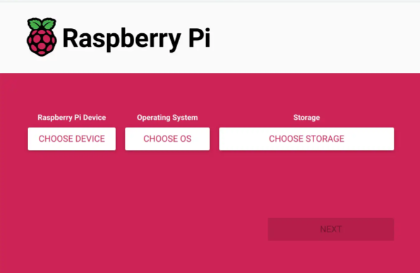 Raspberry Pi
Raspberry Pi Device
Operating System
Storage
CHOOSE DEVICE
CHOOSE OS
CHOOSE STORAGE
NEXT